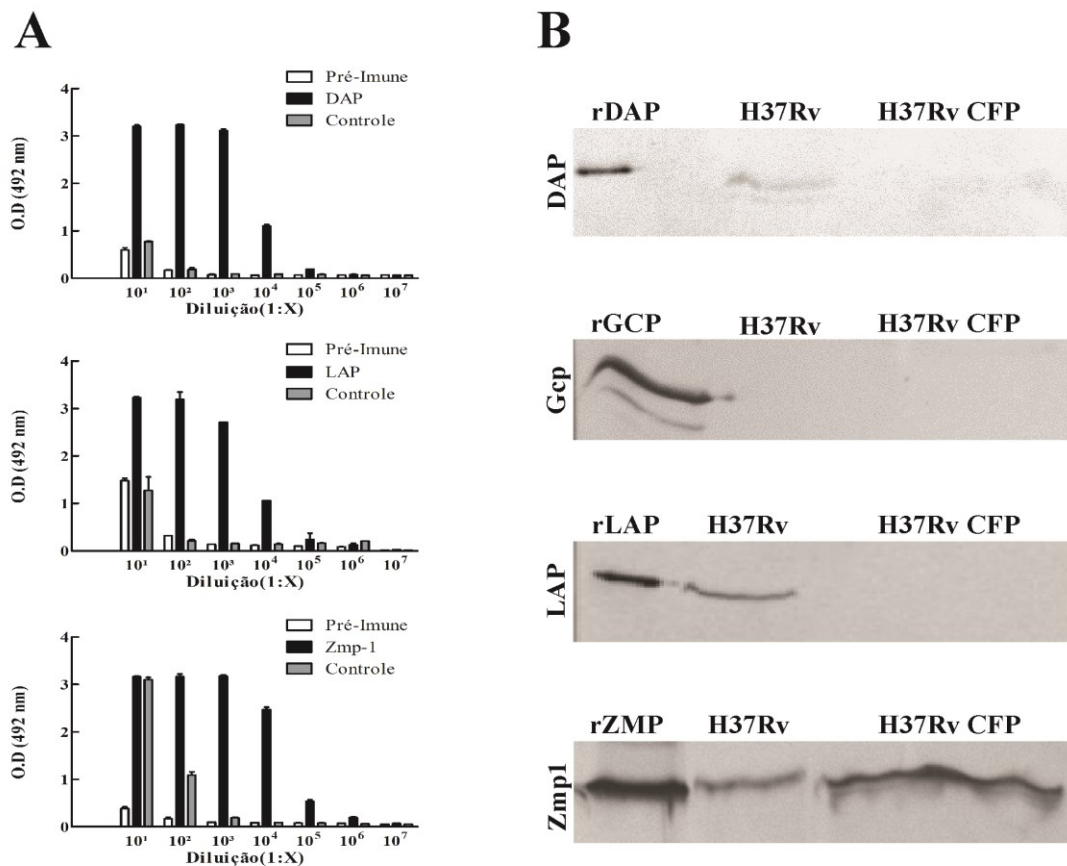 A
Pré-Imune
DAP
Controle
O.D (492 nm)
4
3
2
1
0
10¹ 10² 10³ 10⁴ 10⁵ 10⁶ 10⁷
Diluição(1:X)
Pré-Imune
LAP
Controle
O.D (492 nm)
4
3
2
1
0
10¹ 10² 10³ 10⁴ 10⁵ 10⁶ 10⁷
Diluição(1:X)
Pré-Imune
Zmp-1
Controle
O.D (492 nm)
4
3
2
1
0
10¹ 10² 10³ 10⁴ 10⁵ 10⁶ 10⁷
Diluição(1:X)
B
rDAP H37Rv H37Rv CFP
DAP
rGCP H37Rv H37Rv CFP
Gcp
rLAP H37Rv H37Rv CFP
LAP
rZMP H37Rv H37Rv CFP
Zmp1